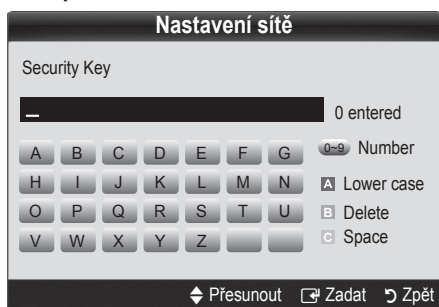 Nastavení sítě
Security Key
_ 0 entered
A B C D E F G 0~9 Number
H I J K L M N A Lower case
O P Q R S T U B Delete
V W X Y Z C Space
Přesunout Zadat Zpět